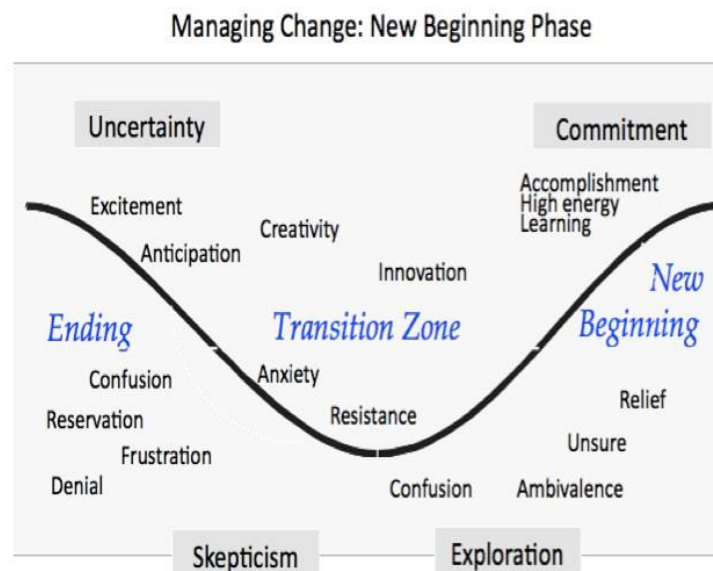 Managing Change: New Beginning Phase
Uncertainty
Commitment
Excitement
Anticipation
Creativity
Innovation
Accomplishment
High energy
Learning
Ending
Transition Zone
New
Beginning
Confusion
Reservation
Frustration
Denial
Anxiety
Resistance
Confusion
Relief
Unsure
Ambivalence
Skepticism
Exploration